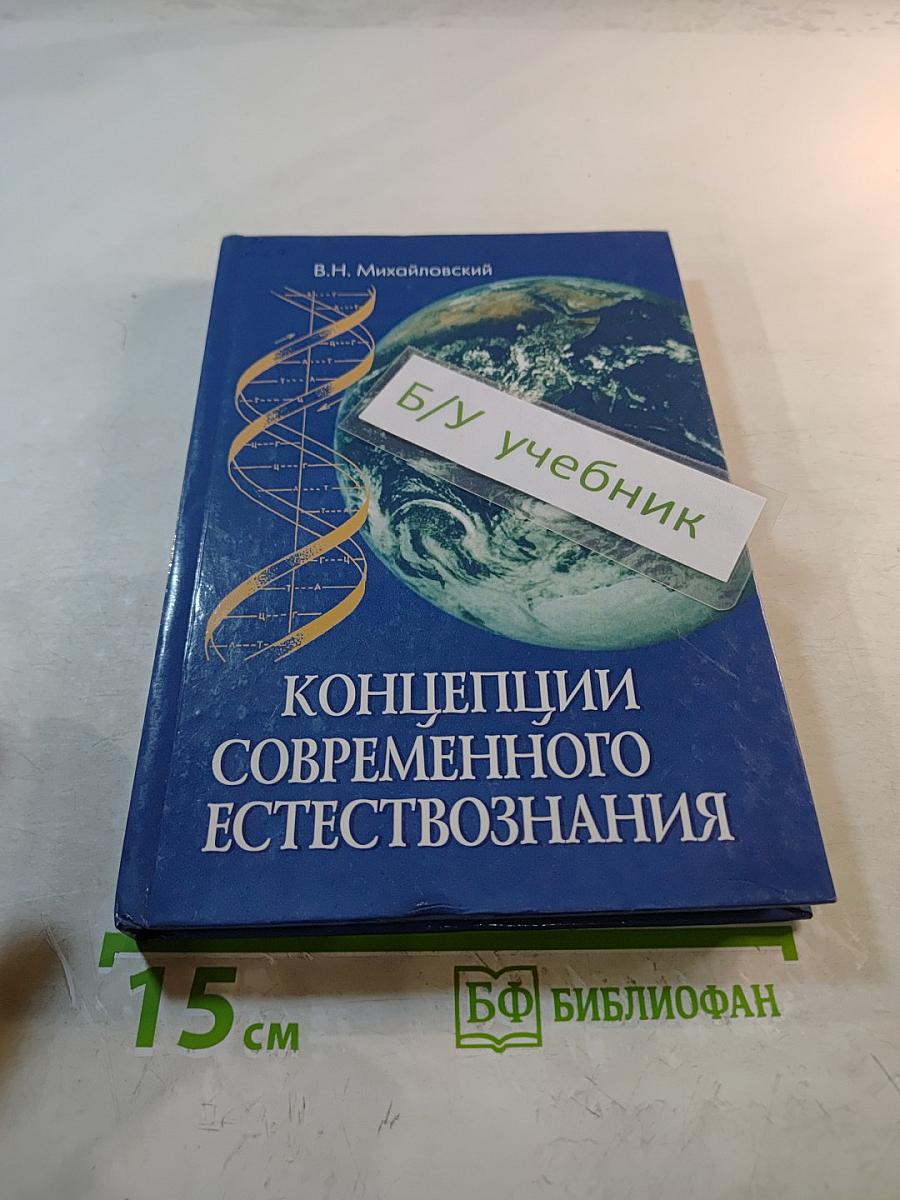 В.Н. Михайловский
Б/У учебник
КОНЦЕПЦИИ
СОВРЕМЕННОГО
ЕСТЕСТВОЗНАНИЯ
15 см
БФ БИБЛИОФАН